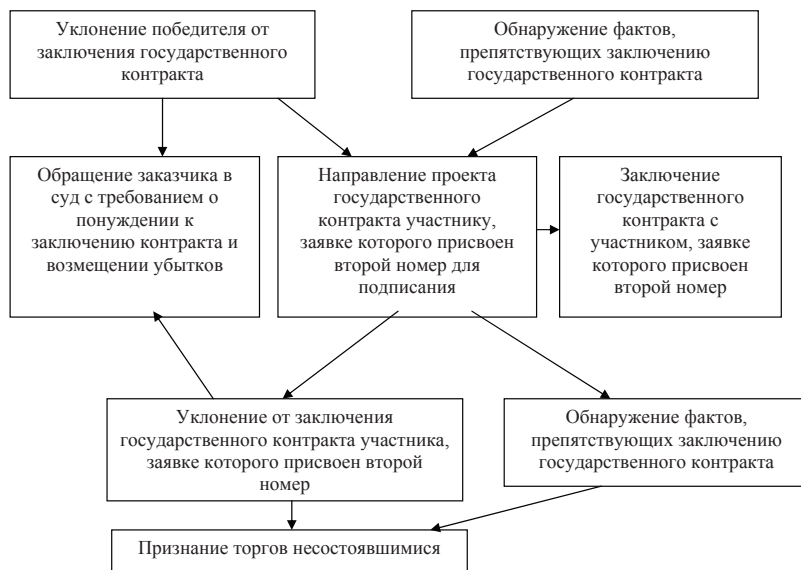 Уклонение победителя от
заключения государственного
контракта
Обнаружение фактов,
препятствующих заключению
государственного контракта
Обращение заказчика в
суд с требованием о
понуждении к
заключению контракта и
возмещении убытков
Направление проекта
государственного
контракта участнику,
заявке которого присвоен
второй номер для
подписания
Заключение
государственного
контракта с
участником, заявке
которого присвоен
второй номер
Уклонение от заключения
государственного контракта участника,
заявке которого присвоен второй
номер
Обнаружение фактов,
препятствующих заключению
государственного контракта
Признание торгов несостоявшимися